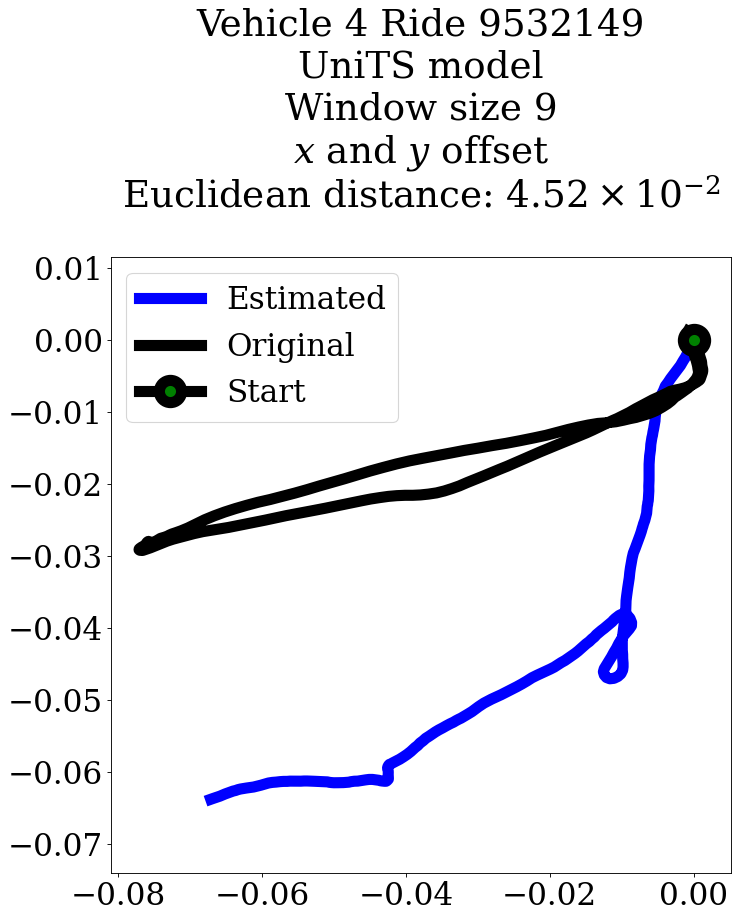 Vehicle 4 Ride 9532149
UniTS model
Window size 9
x and y offset
Euclidean distance: 4.52 × 10⁻²
0.01
Estimated
0.00
Original
Start
−0.01
−0.02
−0.03
−0.04
−0.05
−0.06
−0.07
−0.08 −0.06 −0.04 −0.02 0.00